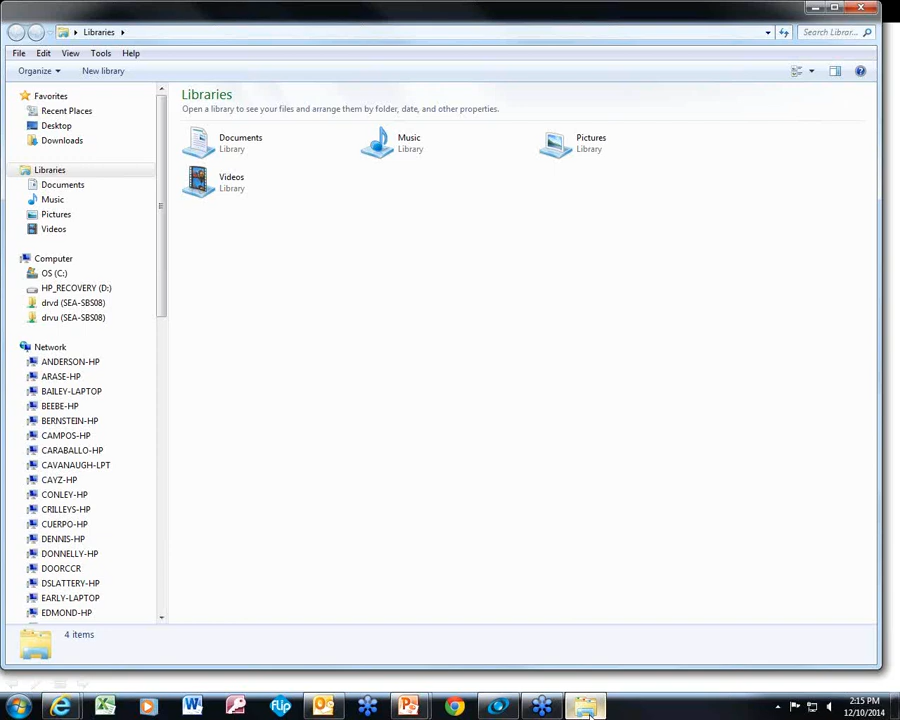 Libraries
Search Librar...
File Edit View Tools Help
Organize New library
Favorites
Recent Places
Desktop
Downloads
Libraries
Documents
Music
Pictures
Videos
Computer
OS (C:)
HP_RECOVERY (D:)
drvd (SEA-SBS08)
drvu (SEA-SBS08)
Network
ANDERSON-HP
ARASE-HP
BAILEY-LAPTOP
BEEBE-HP
BERNSTEIN-HP
CAMPOS-HP
CARABALLO-HP
CAVANAUGH-LPT
CAYZ-HP
CONLEY-HP
CRILLEYS-HP
CUERPO-HP
DENNIS-HP
DONNELLY-HP
DOORCCR
DSLATTERY-HP
EARLY-LAPTOP
EDMOND-HP
Libraries
Open a library to see your files and arrange them by folder, date, and other properties.
Documents
Library
Music
Library
Pictures
Library
Videos
Library
4 items
flip
2:15 PM
12/10/2014